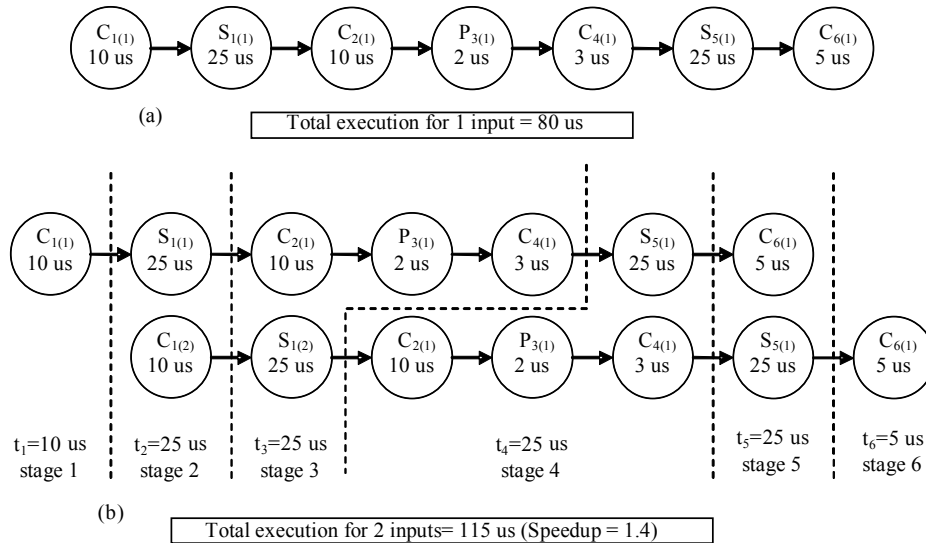 C1(1) S1(1) C2(1) P3(1) C4(1) S5(1) C6(1)
10 us 25 us 10 us 2 us 3 us 25 us 5 us
(a)
Total execution for 1 input = 80 us
C1(1) S1(1) C2(1) P3(1) C4(1) S5(1) C6(1)
10 us 25 us 10 us 2 us 3 us 25 us 5 us
C1(2) S1(2) C2(1) P3(1) C4(1) S5(1) C6(1)
10 us 25 us 10 us 2 us 3 us 25 us 5 us
t1=10 us t2=25 us t3=25 us t4=25 us t5=25 us t6=5 us
stage 1 stage 2 stage 3 stage 4 stage 5 stage 6
(b)
Total execution for 2 inputs= 115 us (Speedup = 1.4)